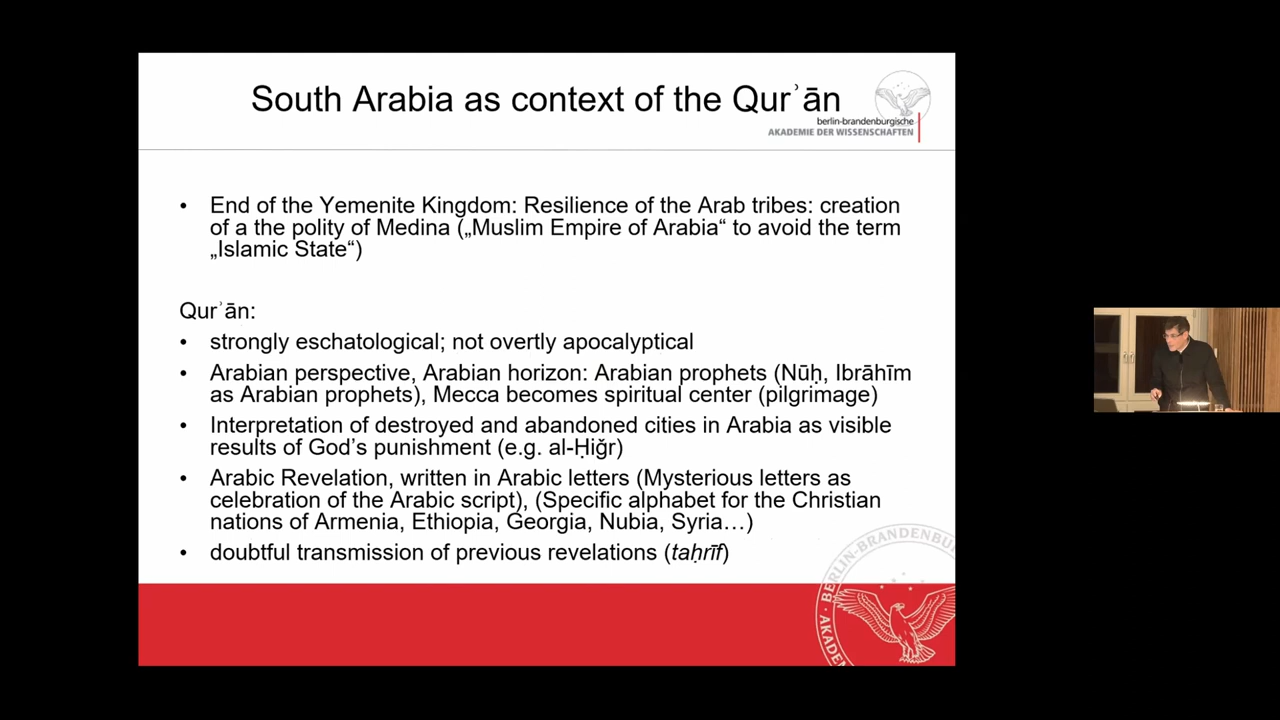 South Arabia as context of the Qurʾān
berlin-brandenburgische
AKADEMIE DER WISSENSCHAFTEN
• End of the Yemenite Kingdom: Resilience of the Arab tribes: creation
of a the polity of Medina („Muslim Empire of Arabia“ to avoid the term
„Islamic State“)
Qurʾān:
• strongly eschatological; not overtly apocalyptical
• Arabian perspective, Arabian horizon: Arabian prophets (Nūḥ, Ibrāhīm
as Arabian prophets), Mecca becomes spiritual center (pilgrimage)
• Interpretation of destroyed and abandoned cities in Arabia as visible
results of God’s punishment (e.g. al-Ḥiǧr)
• Arabic Revelation, written in Arabic letters (Mysterious letters as
celebration of the Arabic script), (Specific alphabet for the Christian
nations of Armenia, Ethiopia, Georgia, Nubia, Syria…)
• doubtful transmission of previous revelations (taḥrīf)
BERLIN-BRANDENBU
AKADE